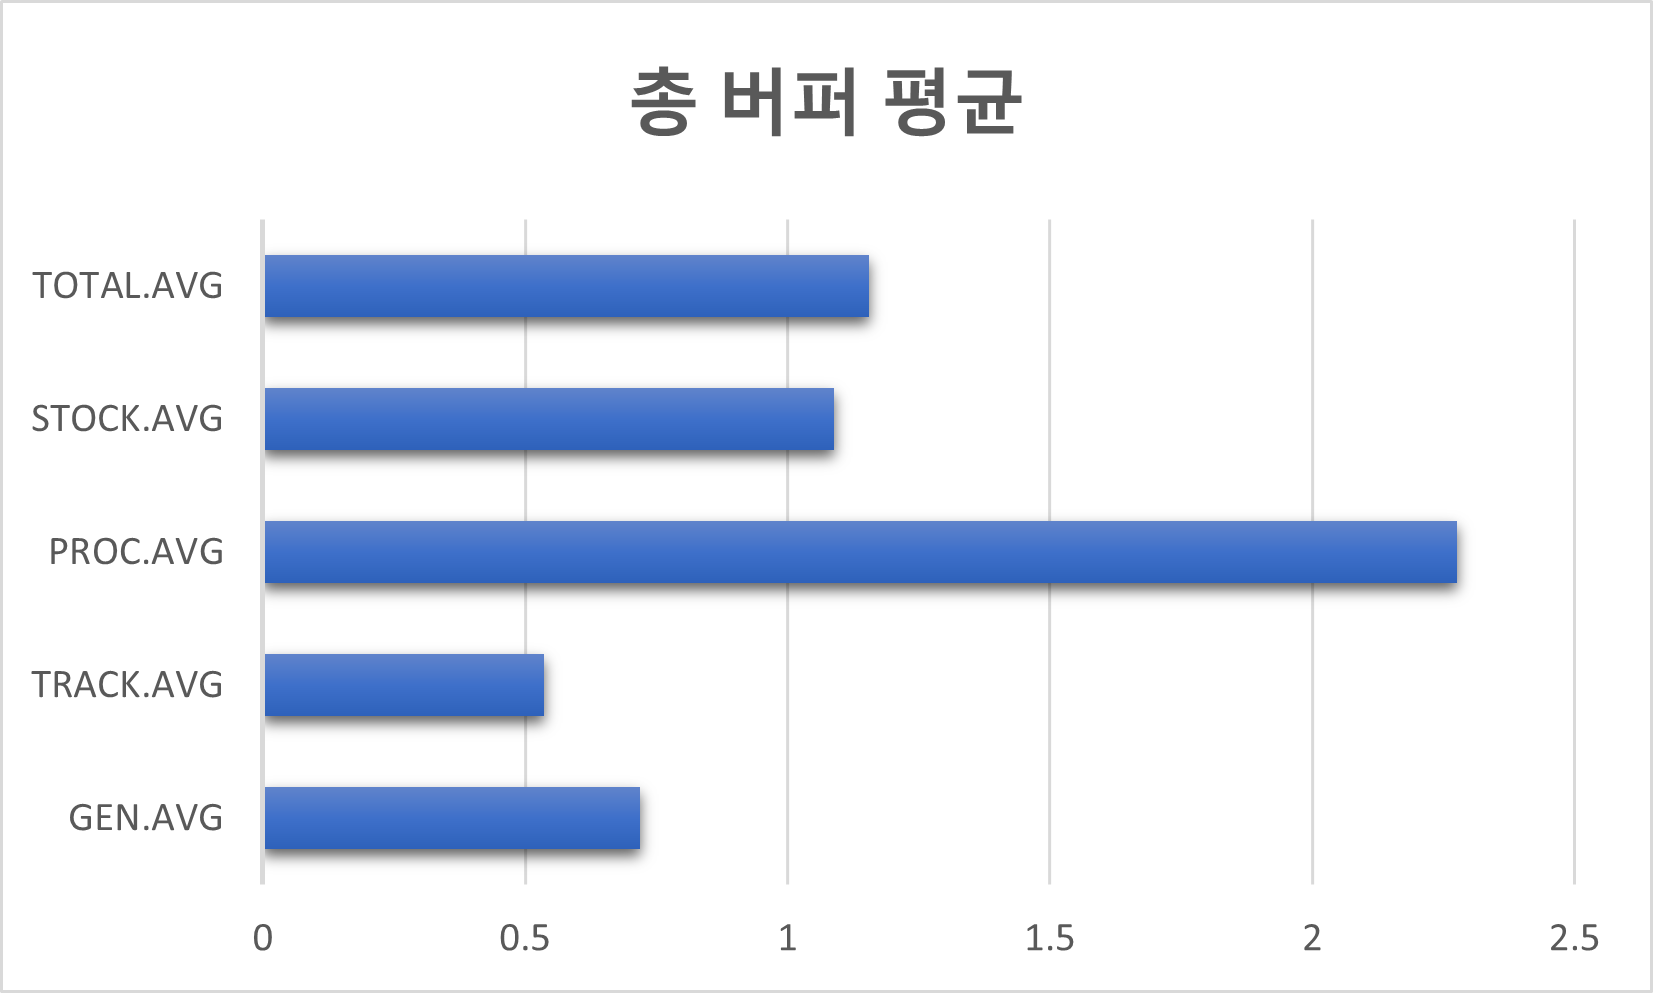 총 버퍼 평균
TOTAL.AVG
STOCK.AVG
PROC.AVG
TRACK.AVG
GEN.AVG
0 0.5 1 1.5 2 2.5